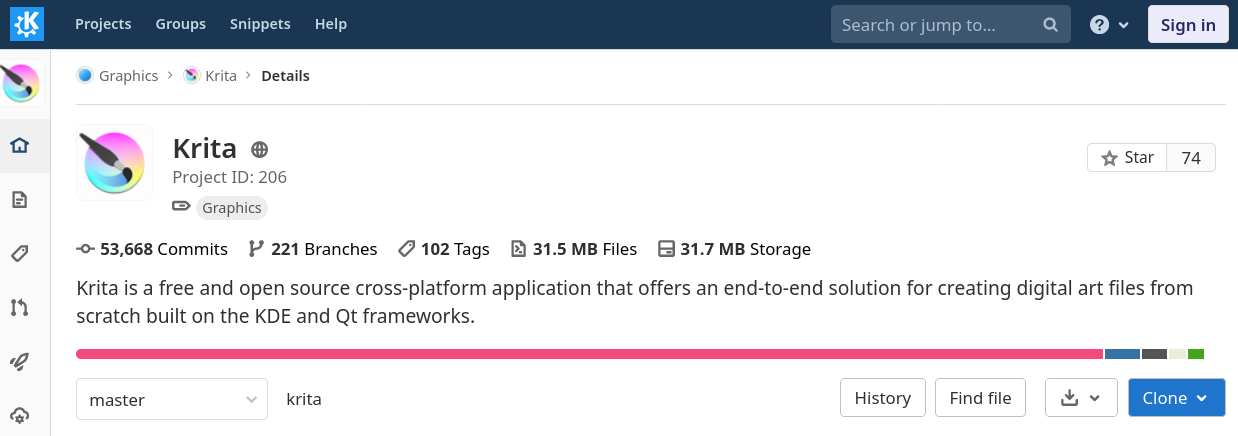 Projects Groups Snippets Help Search or jump to... Sign in
Graphics Krita Details
Krita
Project ID: 206
Star 74
Graphics
53,668 Commits 221 Branches 102 Tags 31.5 MB Files 31.7 MB Storage
Krita is a free and open source cross-platform application that offers an end-to-end solution for creating digital art files from
scratch built on the KDE and Qt frameworks.
master krita History Find file Clone